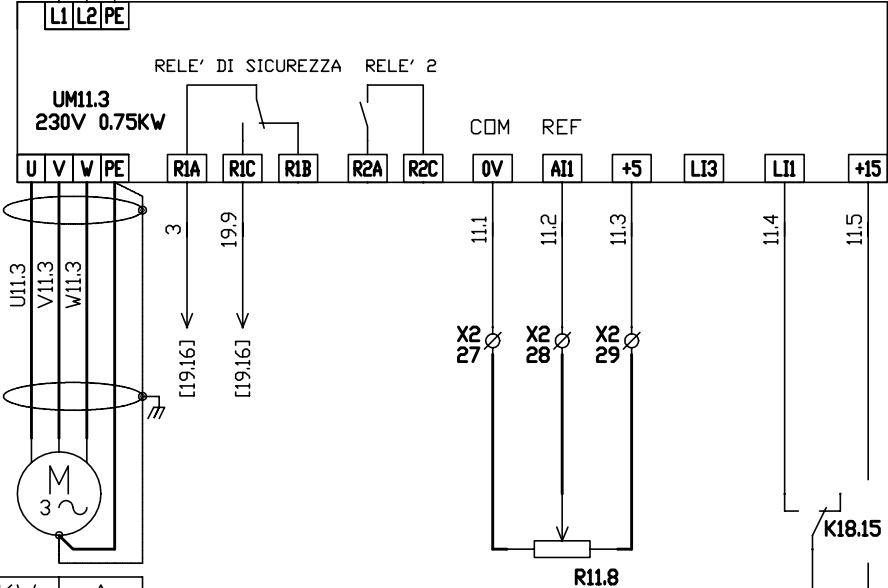 L1 L2 PE
RELE' DI SICUREZZA RELE' 2
UM11.3
230V 0.75KW
COM REF
U V W PE R1A R1C R1B R2A R2C 0V AI1 +5 LI3 LI1 +15
3 19.9 11.1 11.2 11.3 11.4 11.5
U11.3 V11.3 W11.3
X2 X2 X2
27 28 29
[19.16] [19.16]
M
3
K18.15
R11.8